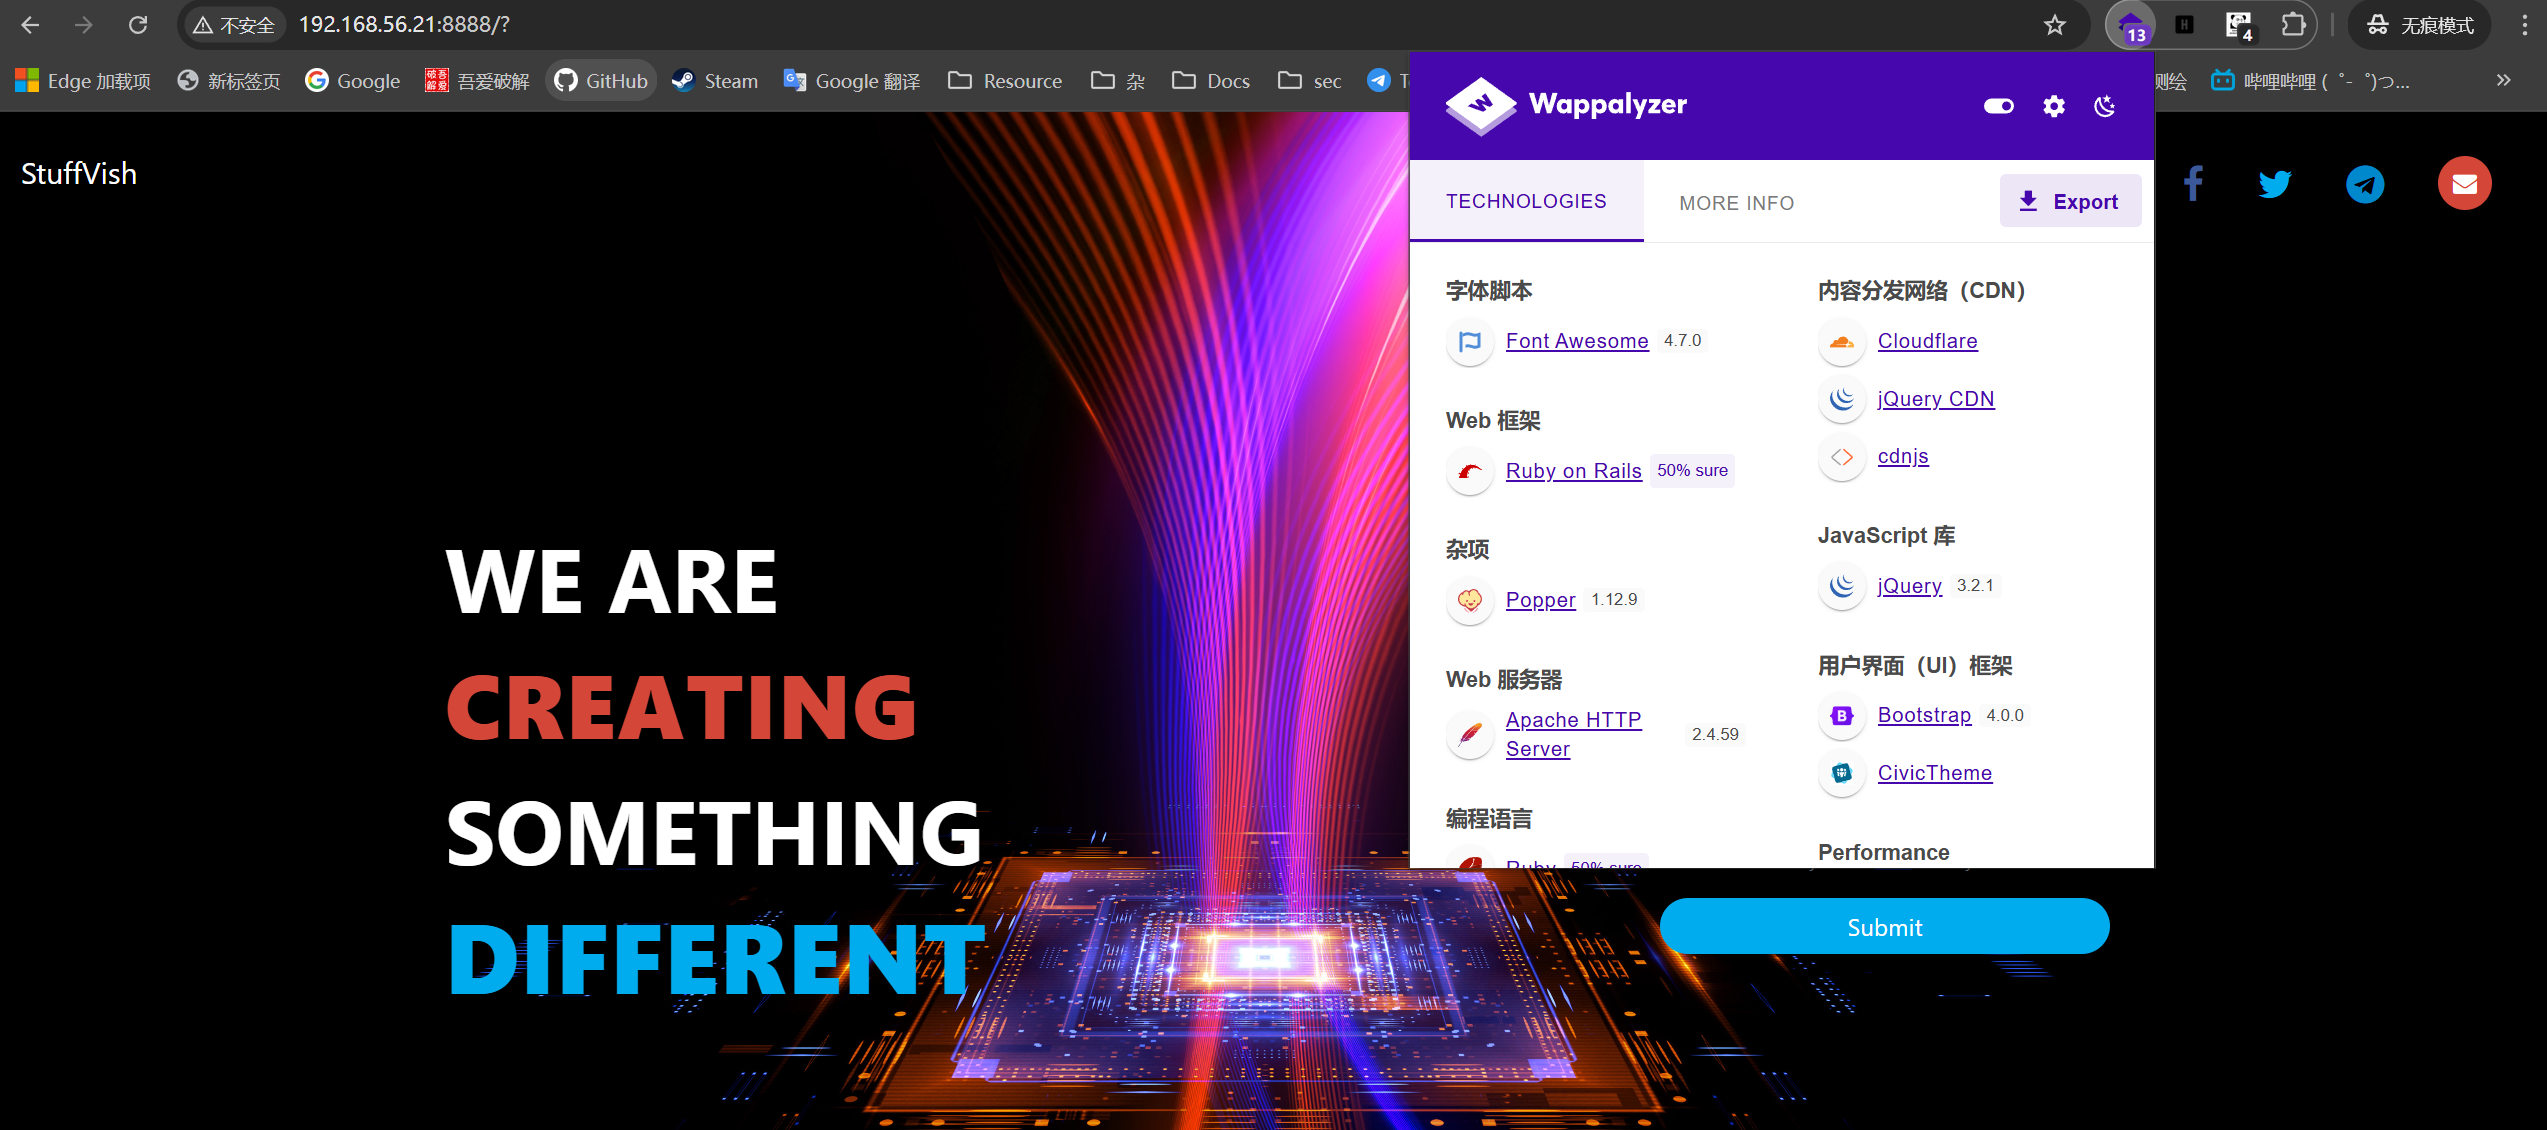 不安全
192.168.56.21:8888/?
13
4
无痕模式
Edge 加载项
新标签页
Google
吾爱破解
GitHub
Steam
Google 翻译
Resource
杂
Docs
sec
测绘
哔哩哔哩 (゜-゜)つ...
StuffVish
Wappalyzer
TECHNOLOGIES
MORE INFO
Export
字体脚本
Font Awesome 4.7.0
Web 框架
Ruby on Rails 50% sure
杂项
Popper 1.12.9
Web 服务器
Apache HTTP
Server
2.4.59
编程语言
Ruby 50% sure
内容分发网络（CDN）
Cloudflare
jQuery CDN
cdnjs
JavaScript 库
jQuery 3.2.1
用户界面（UI）框架
Bootstrap 4.0.0
CivicTheme
Performance
WE ARE
CREATING
SOMETHING
DIFFERENT
Submit